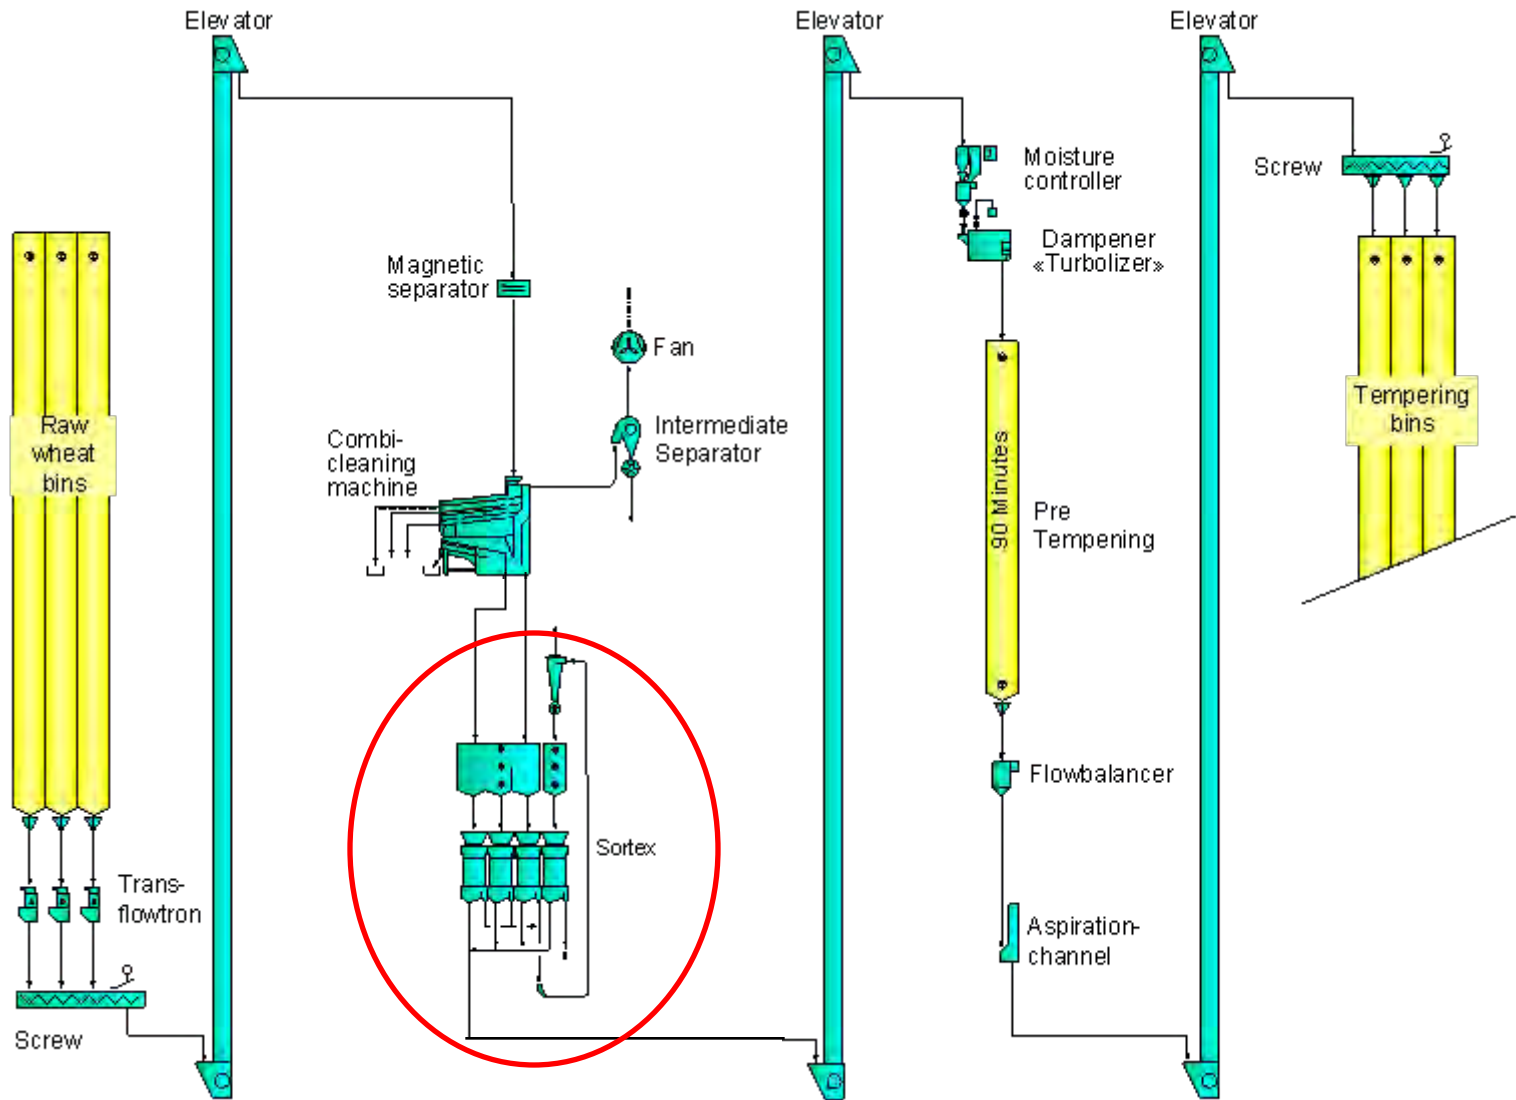 Elevator
Elevator
Elevator
Moisture
controller
Screw
Dampener
«Turbolizer»
Magnetic
separator
Fan
Raw
wheat
bins
Combi-
cleaning
machine
Intermediate
Separator
90 Minutes
Tempering
bins
Pre
Tempening
Flowbalancer
Sortex
Trans-
flowtron
Aspiration-
channel
Screw